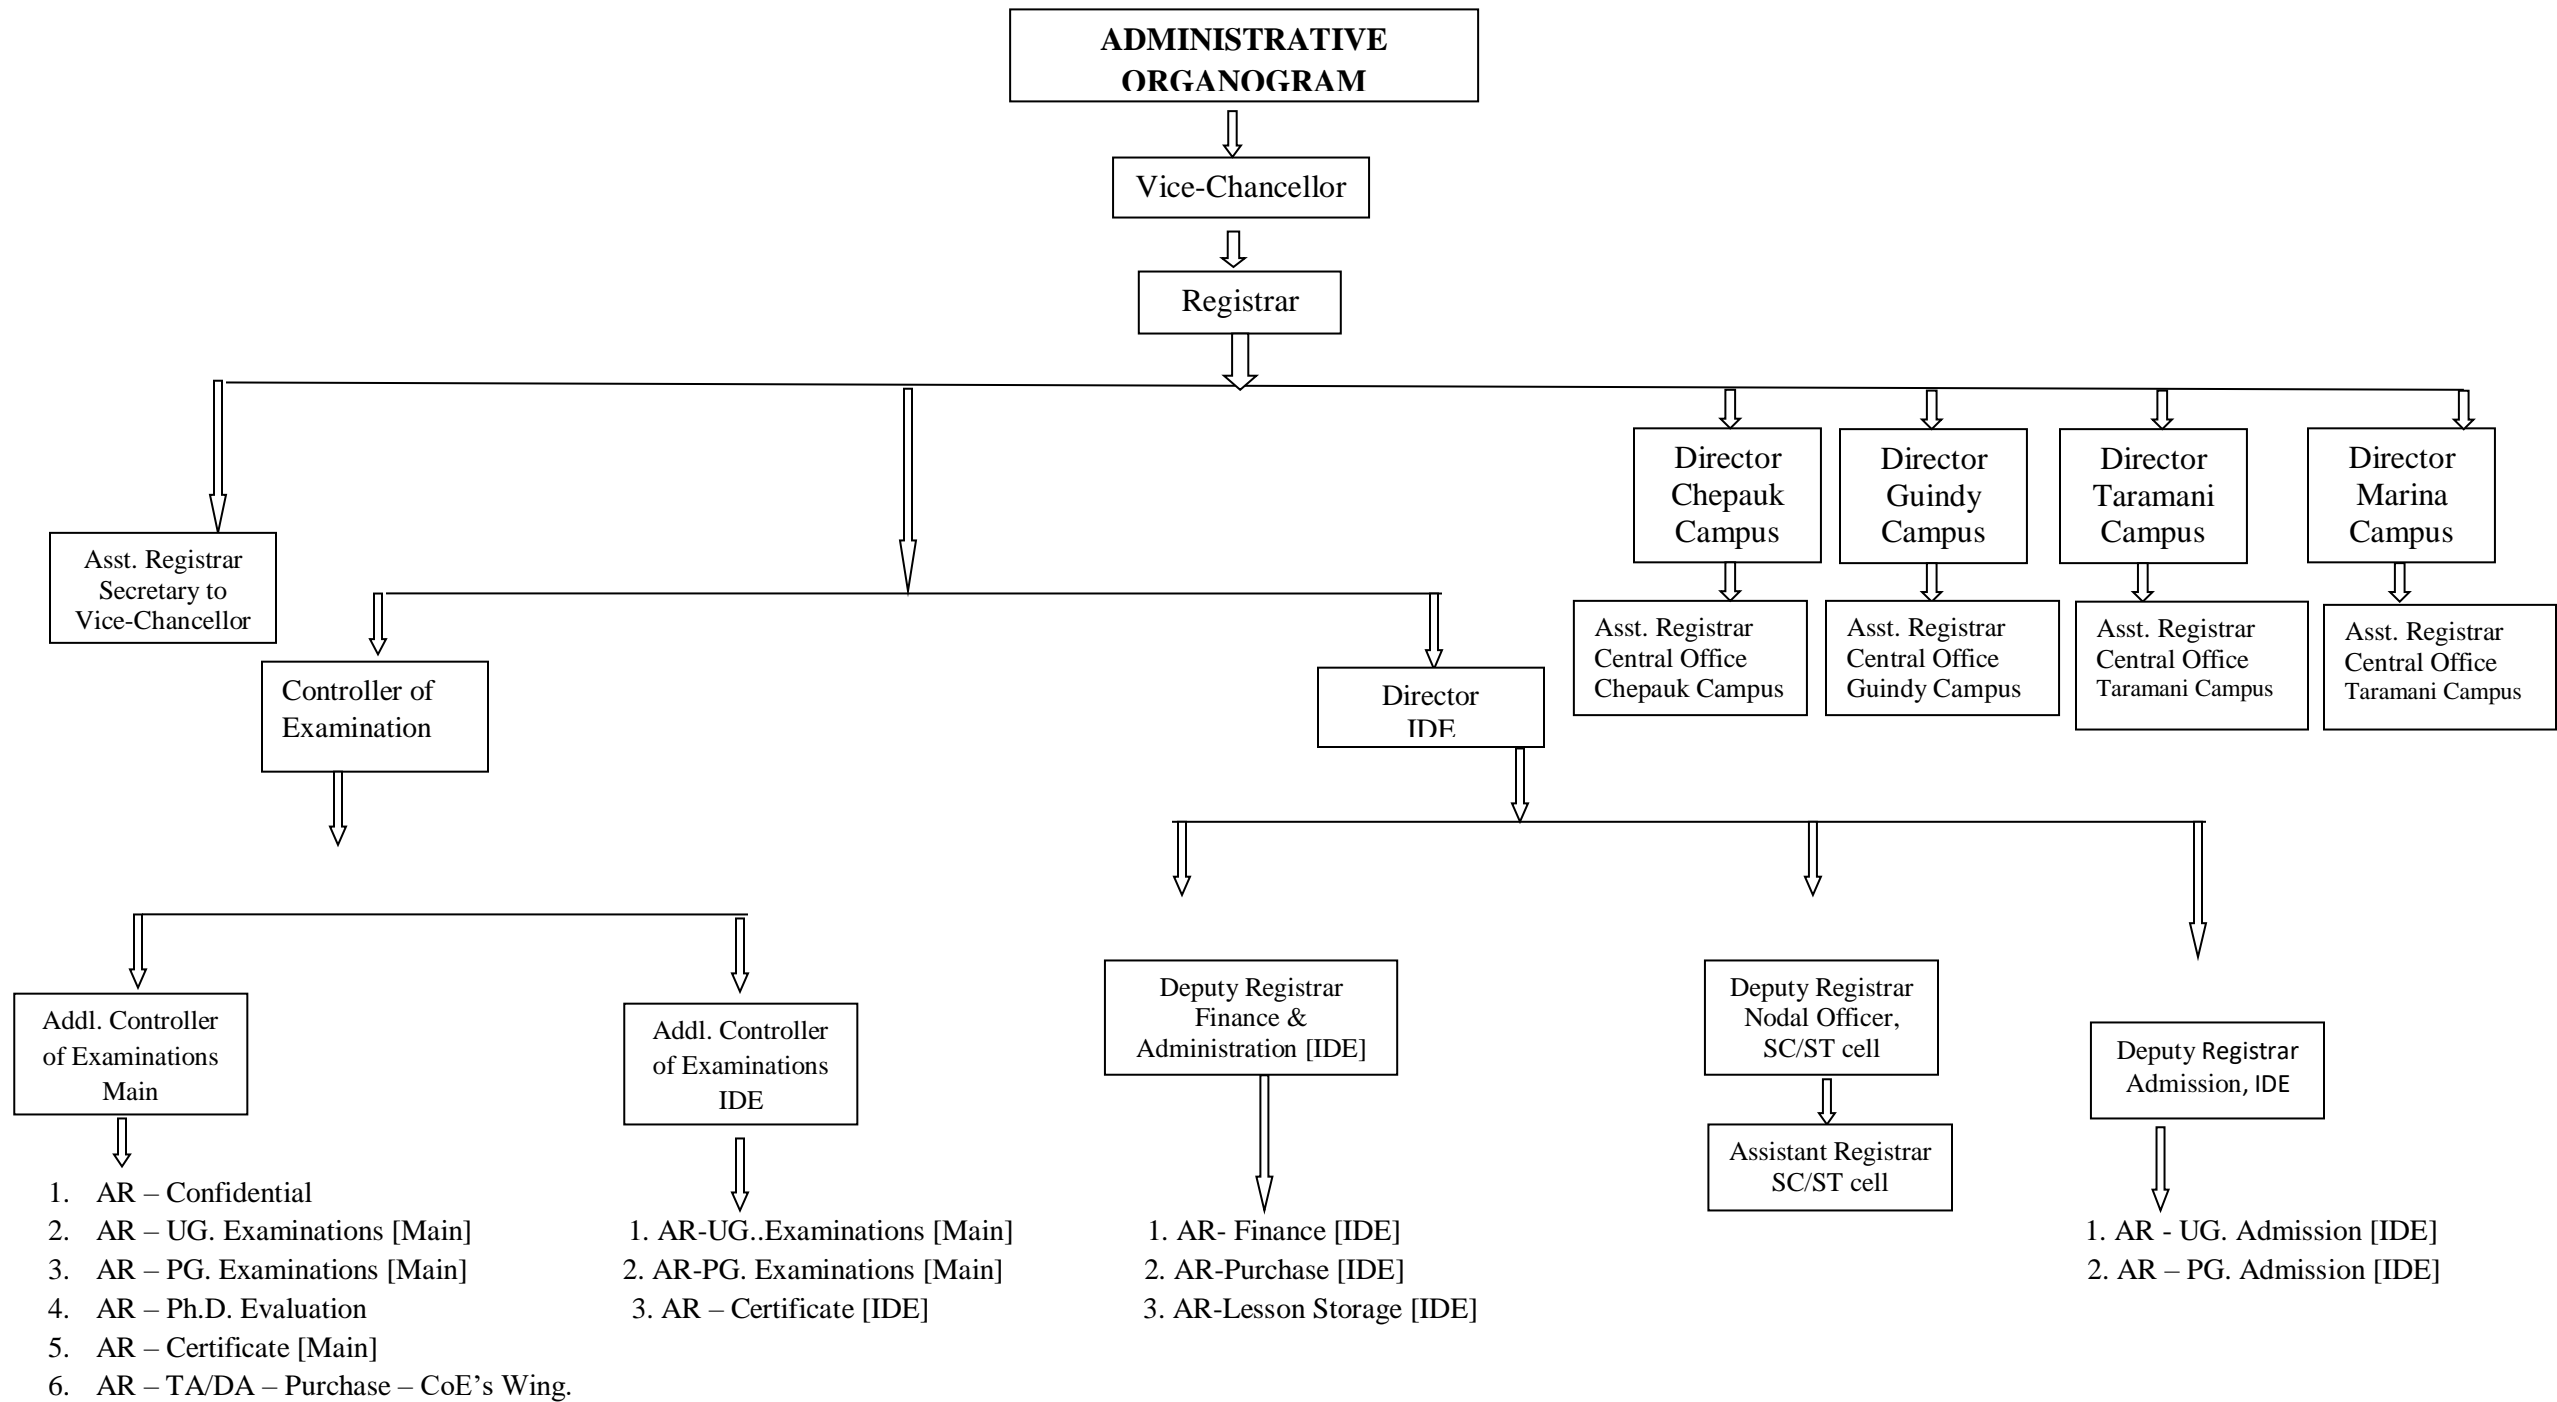 ADMINISTRATIVE
ORGANOGRAM
Vice-Chancellor
Registrar
Asst. Registrar
Secretary to
Vice-Chancellor
Director
Chepauk
Campus
Director
Guindy
Campus
Director
Taramani
Campus
Director
Marina
Campus
Asst. Registrar
Central Office
Chepauk Campus
Asst. Registrar
Central Office
Guindy Campus
Asst. Registrar
Central Office
Taramani Campus
Asst. Registrar
Central Office
Taramani Campus
Controller of
Examination
Director
IDE
Addl. Controller
of Examinations
Main
Addl. Controller
of Examinations
IDE
Deputy Registrar
Finance &
Administration [IDE]
Deputy Registrar
Nodal Officer,
SC/ST cell
Deputy Registrar
Admission, IDE
Assistant Registrar
SC/ST cell
1. AR – Confidential
2. AR – UG. Examinations [Main]
3. AR – PG. Examinations [Main]
4. AR – Ph.D. Evaluation
5. AR – Certificate [Main]
6. AR – TA/DA – Purchase – CoE’s Wing.
1. AR-UG..Examinations [Main]
2. AR-PG. Examinations [Main]
3. AR – Certificate [IDE]
1. AR- Finance [IDE]
2. AR-Purchase [IDE]
3. AR-Lesson Storage [IDE]
1. AR - UG. Admission [IDE]
2. AR – PG. Admission [IDE]